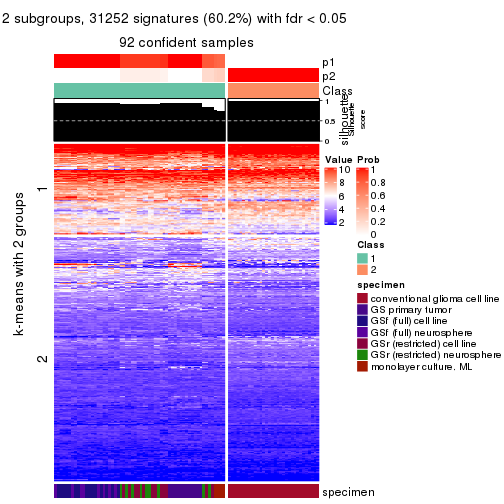 2 subgroups, 31252 signatures (60.2%) with fdr < 0.05
92 confident samples
p1
p2
Class
silhouette
Silhouette
score
1
0.5
0
k-means with 2 groups
1
2
Value
10
8
6
4
2
Prob
1
0.8
0.6
0.4
0.2
0
Class
1
2
specimen
conventional glioma cell line
GS primary tumor
GSf (full) cell line
GSf (full) neurosphere
GSr (restricted) cell line
GSr (restricted) neurosphere
monolayer culture. ML
specimen